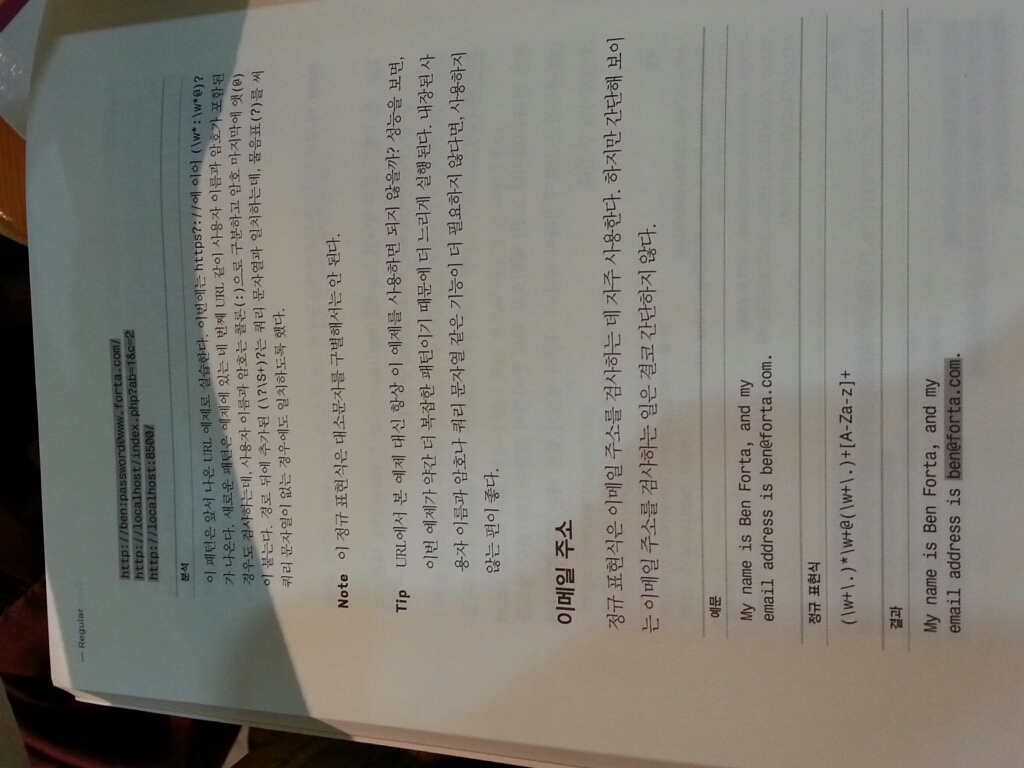 — Regular
http://ben:password@www.forta.com/
http://localhost/index.php?ab=1&c=2
http://localhost:8500/
분석
이 패턴은 앞서 나온 URL 예제로 실습한다. 이번에는 https?://에 이어 (\w*:\w*@)?
가 나온다. 새로운 패턴은 예제에 있는 네 번째 URL 같이 사용자 이름과 암호가 포함된
경우도 검사하는데, 사용자 이름과 암호는 콜론(:)으로 구분하고 암호 마지막에 앳(@)
이 붙는다. 경로 뒤에 추가된 (\?\S+)?는 쿼리 문자열과 일치하는데, 물음표(?)를 써
쿼리 문자열이 없는 경우에도 일치하도록 했다.
Note 이 정규 표현식은 대소문자를 구별해서는 안 된다.
Tip URL에서 본 예제 대신 항상 이 예제를 사용하면 되지 않을까? 성능을 보면,
이번 예제가 약간 더 복잡한 패턴이기 때문에 더 느리게 실행된다. 내장된 사
용자 이름과 암호나 쿼리 문자열 같은 기능이 더 필요하지 않다면, 사용하지
않는 편이 좋다.
이메일 주소
정규 표현식은 이메일 주소를 검사하는 데 자주 사용한다. 하지만 간단해 보이
는 이메일 주소를 검사하는 일은 결코 간단하지 않다.
예문
My name is Ben Forta, and my
email address is ben@forta.com.
정규 표현식
(\w+\.)*\w+@(\w+\.)+[A-Za-z]+
결과
My name is Ben Forta, and my
email address is ben@forta.com.